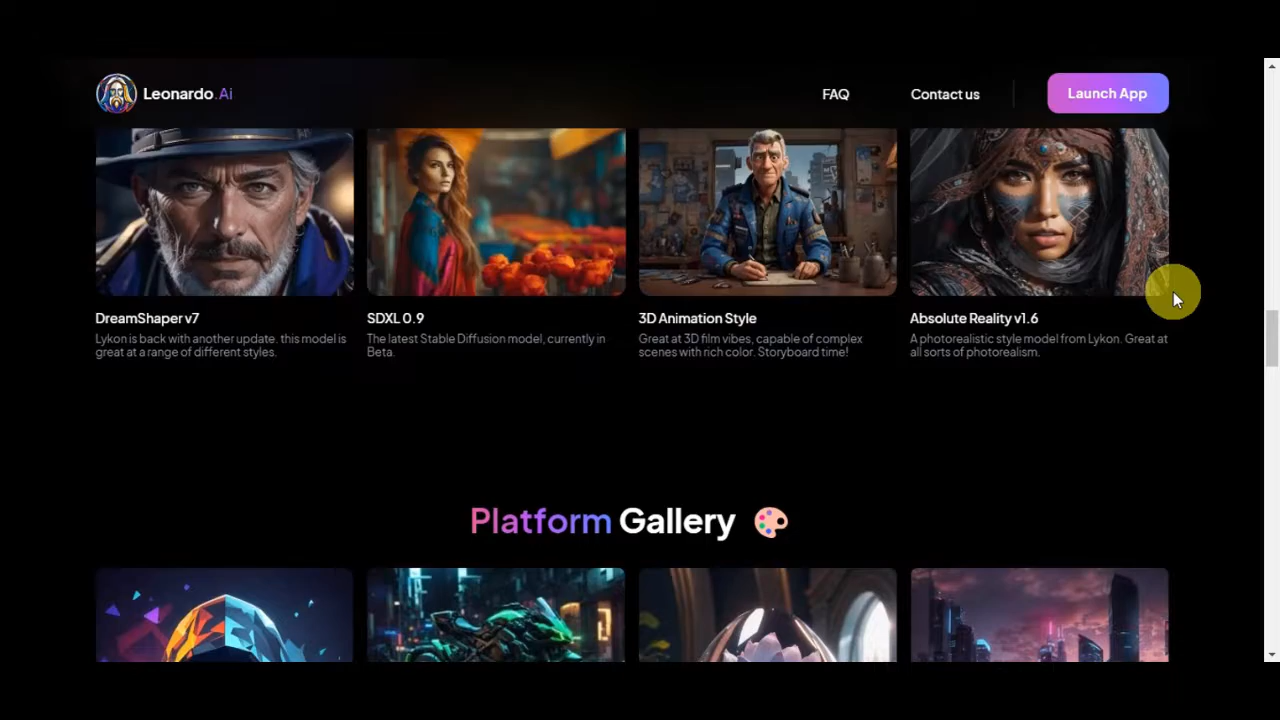 Leonardo.Ai
FAQ
Contact us
Launch App
DreamShaper v7
Lykon is back with another update. this model is
great at a range of different styles.
SDXL 0.9
The latest Stable Diffusion model, currently in
Beta.
3D Animation Style
Great at 3D film vibes, capable of complex
scenes with rich color. Storyboard time!
Absolute Reality v1.6
A photorealistic style model from Lykon. Great at
all sorts of photorealism.
Platform Gallery